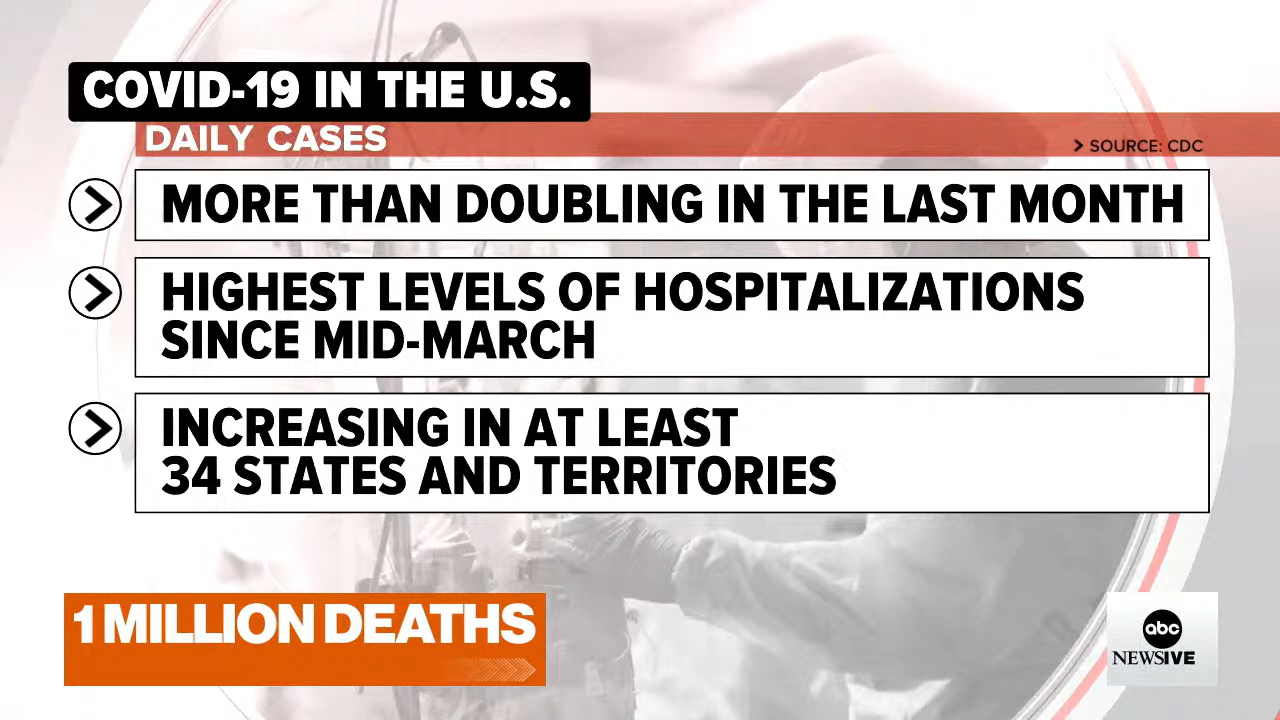 COVID-19 IN THE U.S.
DAILY CASES
SOURCE: CDC
MORE THAN DOUBLING IN THE LAST MONTH
HIGHEST LEVELS OF HOSPITALIZATIONS
SINCE MID-MARCH
INCREASING IN AT LEAST
34 STATES AND TERRITORIES
1 MILLION DEATHS
abc
NEWSIVE